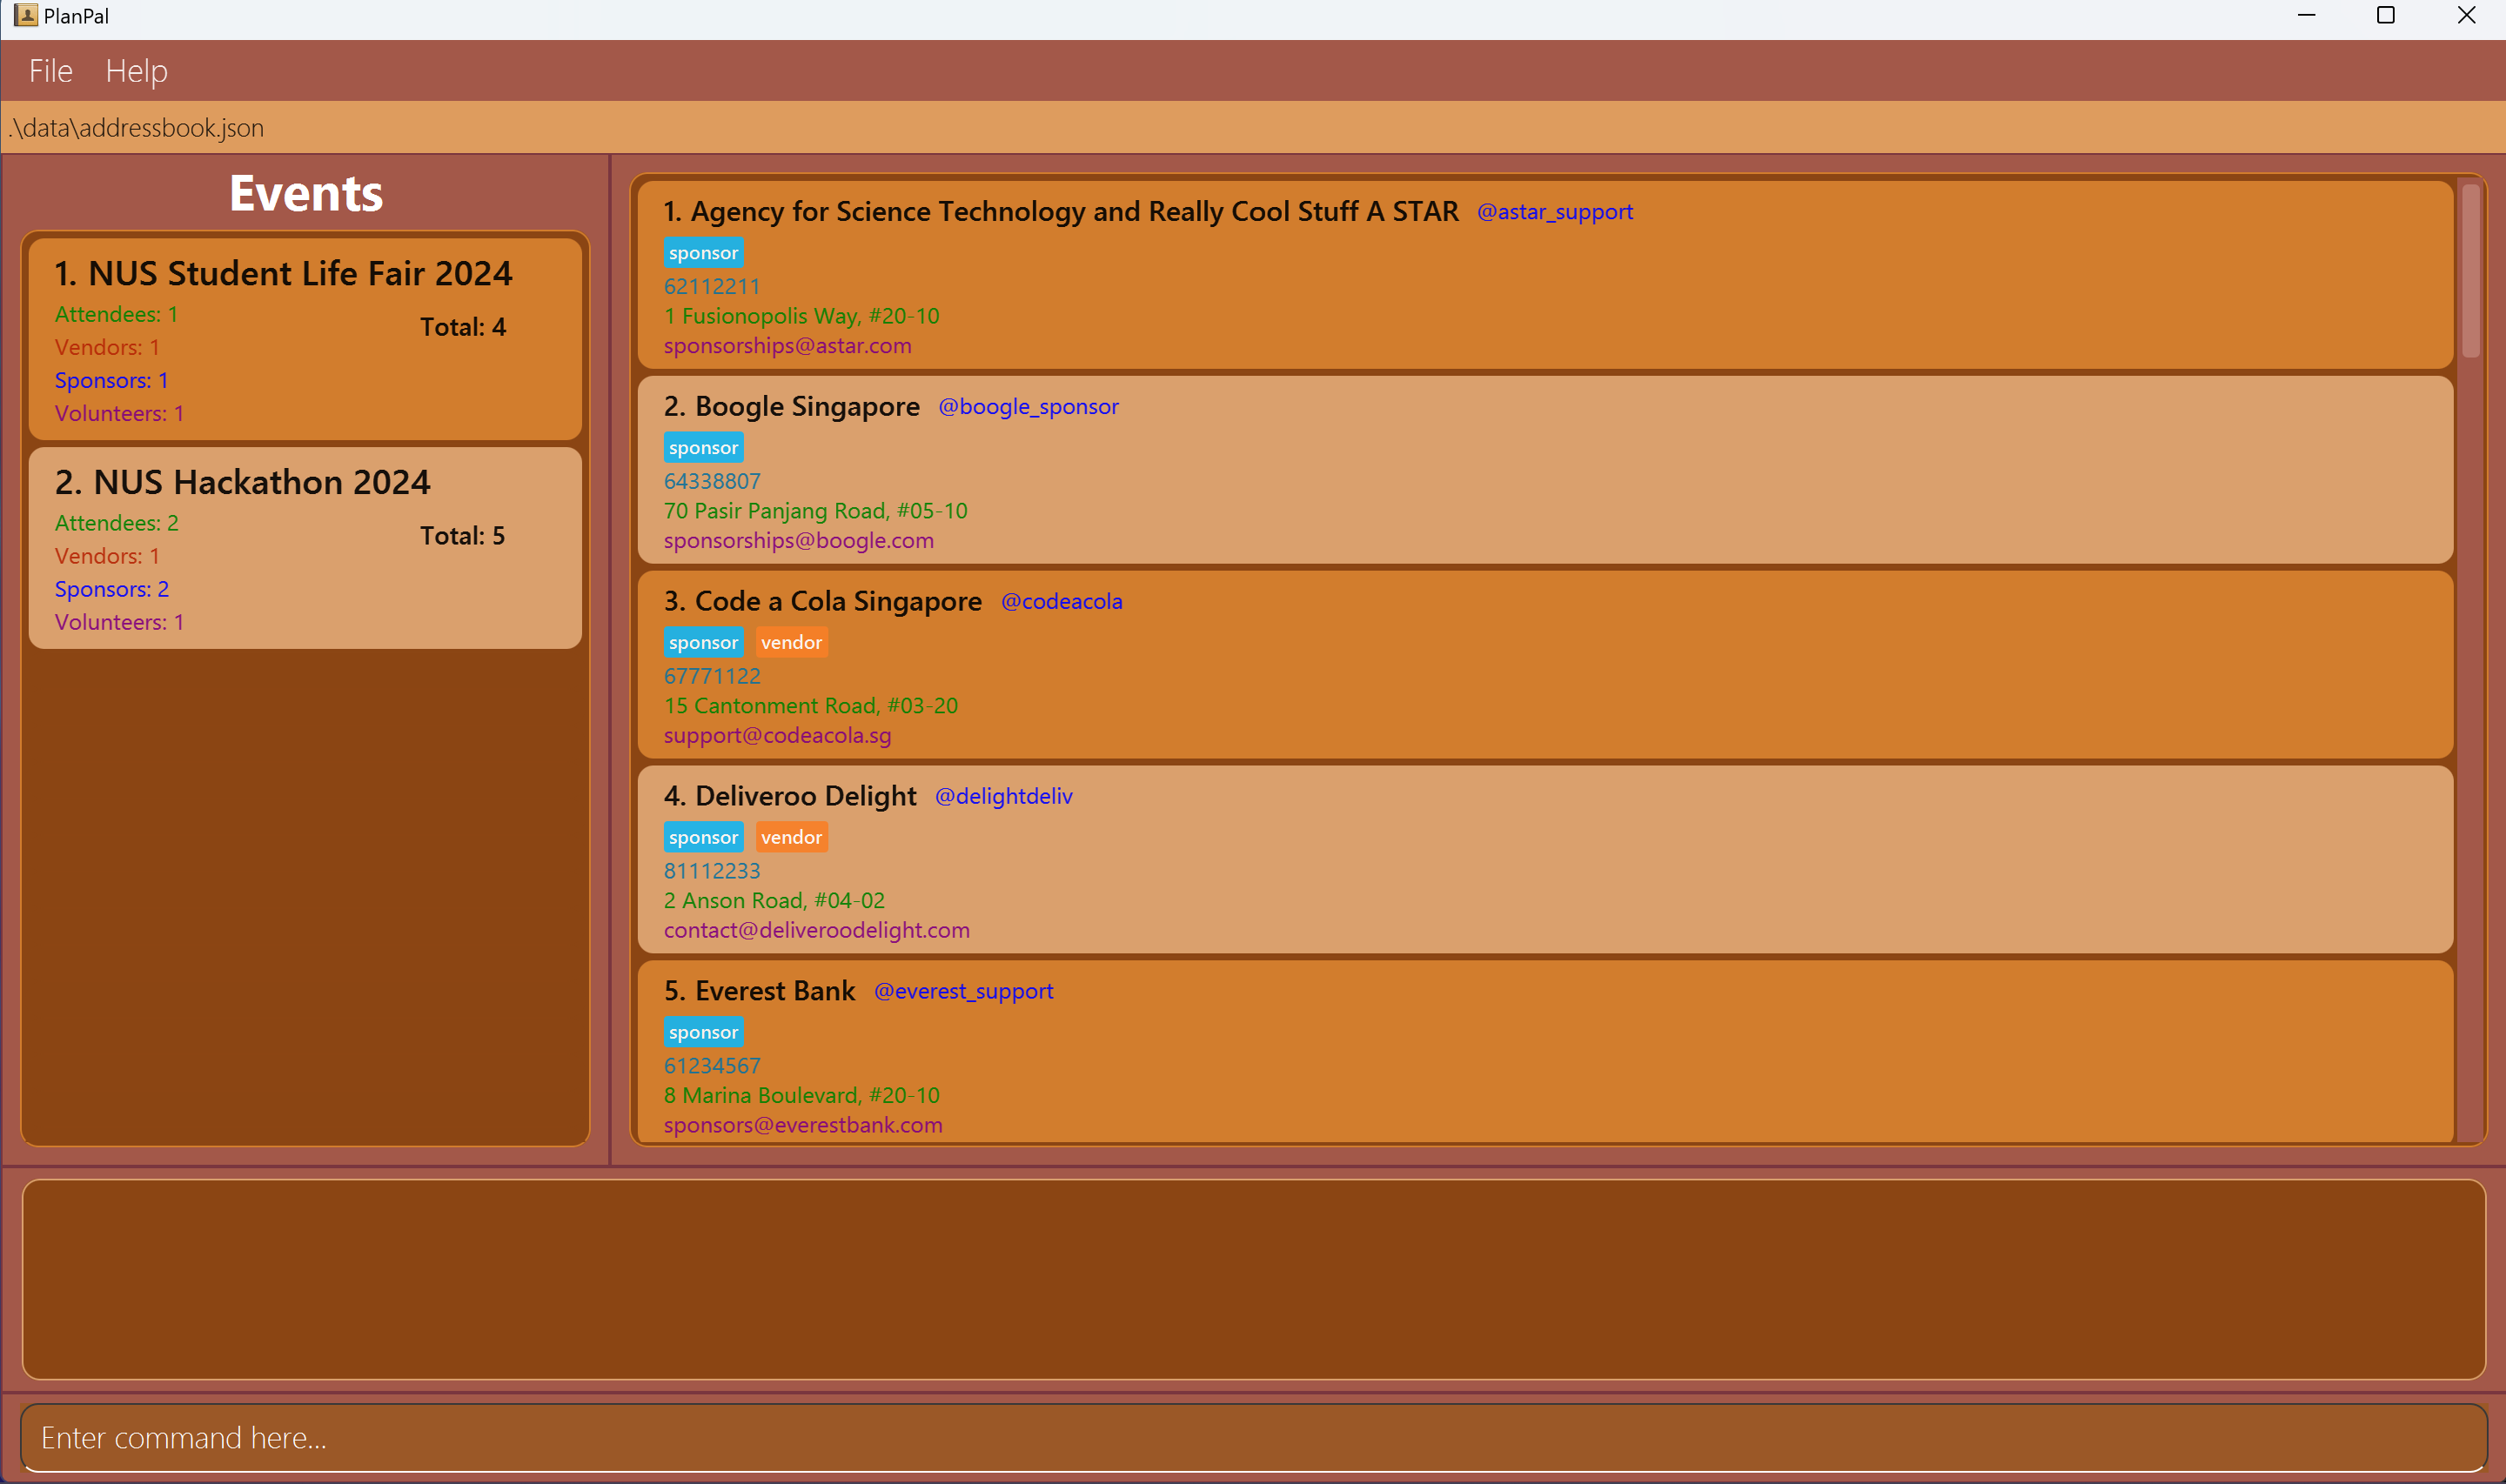 PlanPal
File Help
.\data\addressbook.json
Events
1. NUS Student Life Fair 2024
Attendees: 1
Total: 4
Vendors: 1
Sponsors: 1
Volunteers: 1
2. NUS Hackathon 2024
Attendees: 2
Total: 5
Vendors: 1
Sponsors: 2
Volunteers: 1
1. Agency for Science Technology and Really Cool Stuff A STAR @astar_support
sponsor
62112211
1 Fusionopolis Way, #20-10
sponsorships@astar.com
2. Boogle Singapore @boogle_sponsor
sponsor
64338807
70 Pasir Panjang Road, #05-10
sponsorships@boogle.com
3. Code a Cola Singapore @codeacola
sponsor vendor
67771122
15 Cantonment Road, #03-20
support@codeacola.sg
4. Deliveroo Delight @delightdeliv
sponsor vendor
81112233
2 Anson Road, #04-02
contact@deliveroodelight.com
5. Everest Bank @everest_support
sponsor
61234567
8 Marina Boulevard, #20-10
sponsors@everestbank.com
Enter command here...